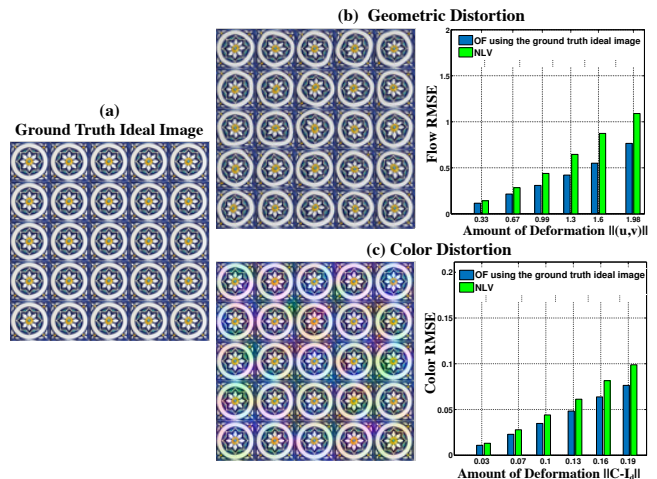 (a)
Ground Truth Ideal Image
(b) Geometric Distortion
2
1.5
1
0.5
0
Flow RMSE
OF using the ground truth ideal image
NLV
0.33 0.67 0.99 1.3 1.6 1.98
Amount of Deformation ||(u,v)||
(c) Color Distortion
0.2
0.15
0.1
0.05
0
Color RMSE
OF using the ground truth ideal image
NLV
0.03 0.07 0.1 0.13 0.16 0.19
Amount of Deformation